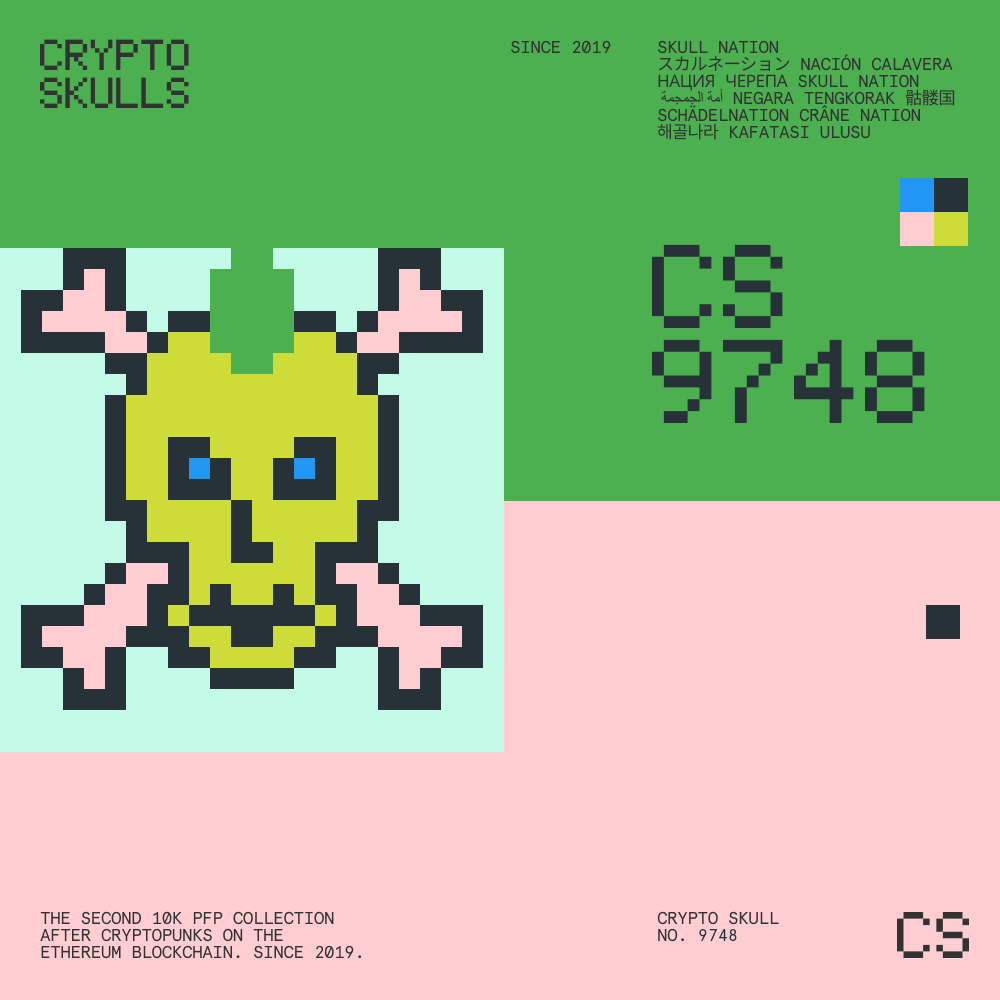 CRYPTO
SKULLS
SINCE 2019
SKULL NATION
スカルネーション NACIÓN CALAVERA
НАЦИЯ ЧЕРЕПА SKULL NATION
أمة الجمجمة NEGARA TENGKORAK 骷髅国
SCHÄDELNATION CRÂNE NATION
해골나라 KAFATASI ULUSU
CS
9748
THE SECOND 10K PFP COLLECTION
AFTER CRYPTOPUNKS ON THE
ETHEREUM BLOCKCHAIN. SINCE 2019.
CRYPTO SKULL
NO. 9748
CS